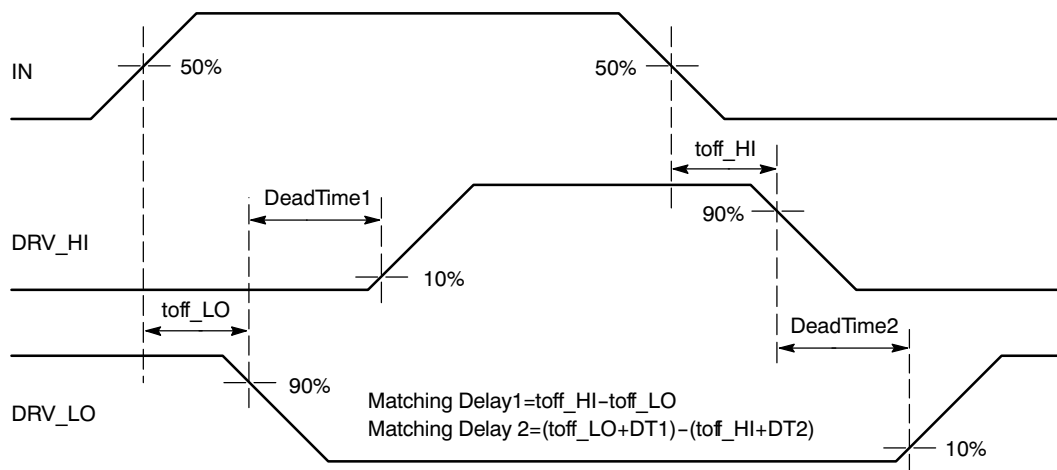 IN
50%
50%
toff_HI
DeadTime1
90%
DRV_HI
10%
toff_LO
DeadTime2
90%
DRV_LO
Matching Delay1=toff_HI–toff_LO
Matching Delay 2=(toff_LO+DT1)–(toff_HI+DT2)
10%